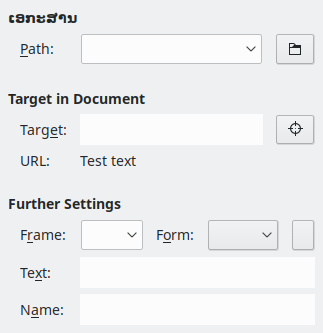 ເອກະສານ
Path:
Target in Document
Target:
URL: Test text
Further Settings
Frame: Form:
Text:
Name: